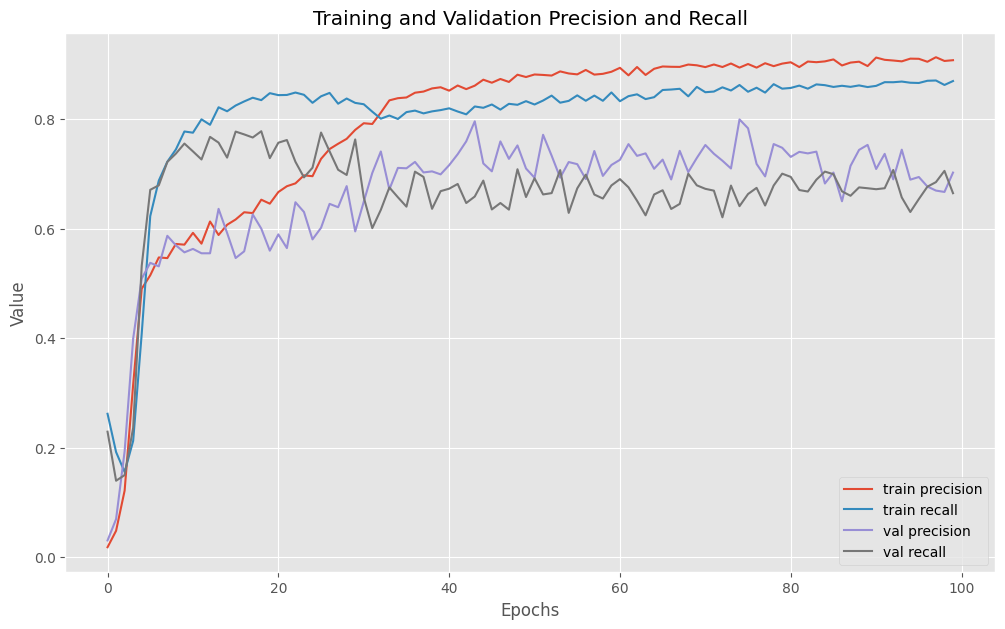 Training and Validation Precision and Recall
Value
0.8
0.6
0.4
0.2
0.0
0
20
40
60
80
100
Epochs
train precision
train recall
val precision
val recall